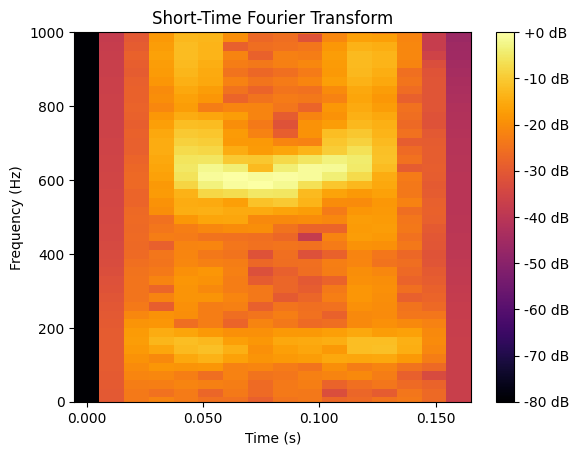 Short-Time Fourier Transform
1000
800
600
400
200
0
Frequency (Hz)
0.000
0.050
0.100
0.150
Time (s)
+0 dB
-10 dB
-20 dB
-30 dB
-40 dB
-50 dB
-60 dB
-70 dB
-80 dB